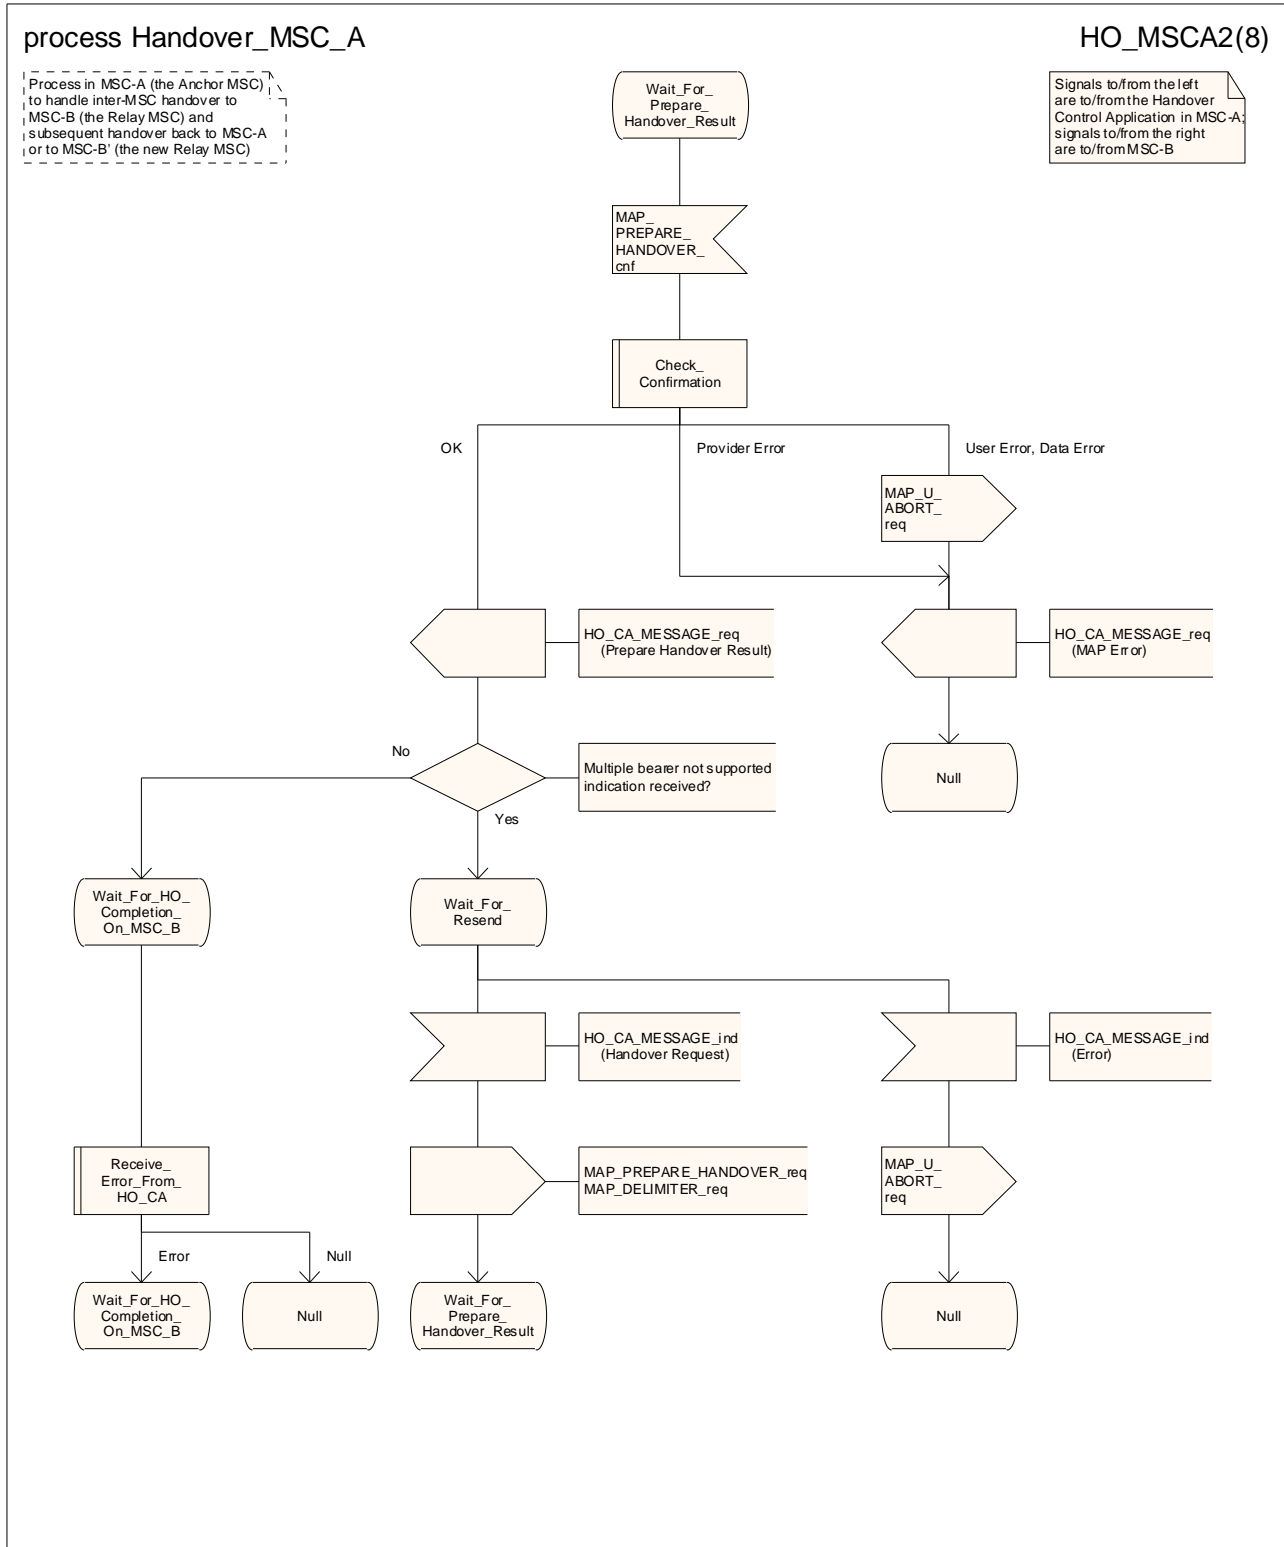 process Handover_MSC_A
HO_MSCA2(8)
Process in MSC-A (the Anchor MSC)
to handle inter-MSC handover to
MSC-B (the Relay MSC) and
subsequent handover back to MSC-A
or to MSC-B' (the new Relay MSC)
Wait_For_
Prepare_
Handover_Result
Signals to/from the left
are to/from the Handover
Control Application in MSC-A;
signals to/from the right
are to/from MSC-B
MAP_
PREPARE_
HANDOVER_
cnf
Check_
Confirmation
OK
Provider Error
User Error, Data Error
MAP_U_
ABORT_
req
HO_CA_MESSAGE_req
(Prepare Handover Result)
HO_CA_MESSAGE_req
(MAP Error)
No
Multiple bearer not supported
indication received?
Null
Yes
Wait_For_HO_
Completion_
On_MSC_B
Wait_For_
Resend
HO_CA_MESSAGE_ind
(Handover Request)
HO_CA_MESSAGE_ind
(Error)
Receive_
Error_From_
HO_CA
MAP_PREPARE_HANDOVER_req
MAP_DELIMITER_req
MAP_U_
ABORT_
req
Error
Null
Wait_For_HO_
Completion_
On_MSC_B
Null
Wait_For_
Prepare_
Handover_Result
Null